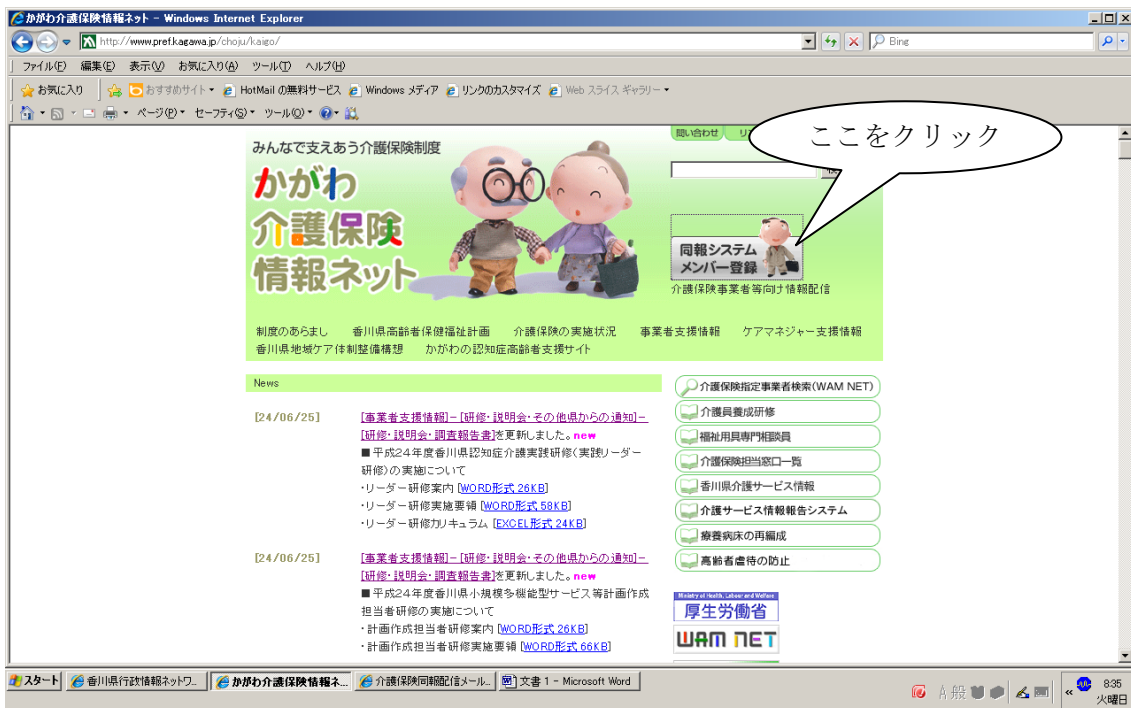 かがわ介護保険情報ネット - Windows Internet Explorer
http://www.pref.kagawa.jp/choju/kaigo/
Bing
ファイル(F) 編集(E) 表示(V) お気に入り(A) ツール(T) ヘルプ(H)
お気に入り おすすめサイト HotMail の無料サービス Windows メディア リンクのカスタマイズ Web スライス ギャラリー
ページ(P) セーフティ(S) ツール(O)
問い合わせ
ここをクリック
みんなで支えあう介護保険制度
かがわ
介護保険
情報ネット
同報システム
メンバー登録
介護保険事業者等向け情報配信
制度のあらまし 香川県高齢者保健福祉計画 介護保険の実施状況 事業者支援情報 ケアマネジャー支援情報
香川県地域ケア体制整備構想 かがわの認知症高齢者支援サイト
News
[24/06/25] [事業者支援情報]-[研修・説明会・その他県からの通知]-
[研修・説明会・調査報告書]を更新しました。new
■平成24年度香川県認知症介護実践研修(実践リーダー
研修)の実施について
・リーダー研修案内 [WORD形式 26KB]
・リーダー研修実施要領 [WORD形式 58KB]
・リーダー研修カリキュラム [EXCEL形式 24KB]
[24/06/25] [事業者支援情報]-[研修・説明会・その他県からの通知]-
[研修・説明会・調査報告書]を更新しました。new
■平成24年度香川県小規模多機能型サービス等計画作成
担当者研修の実施について
・計画作成担当者研修案内 [WORD形式 26KB]
・計画作成担当者研修実施要領 [WORD形式 66KB]
介護保険指定事業者検索(WAM NET)
介護員養成研修
福祉用具専門相談員
介護保険担当窓口一覧
香川県介護サービス情報
介護サービス情報報告システム
療養病床の再編成
高齢者虐待の防止
Ministry of Health, Labour and Welfare
厚生労働省
WAM NET
スタート 香川県行政情報ネットワ... かがわ介護保険情報ネ... 介護保険同報配信メール... 文書 1 - Microsoft Word
A 般
8:35
火曜日